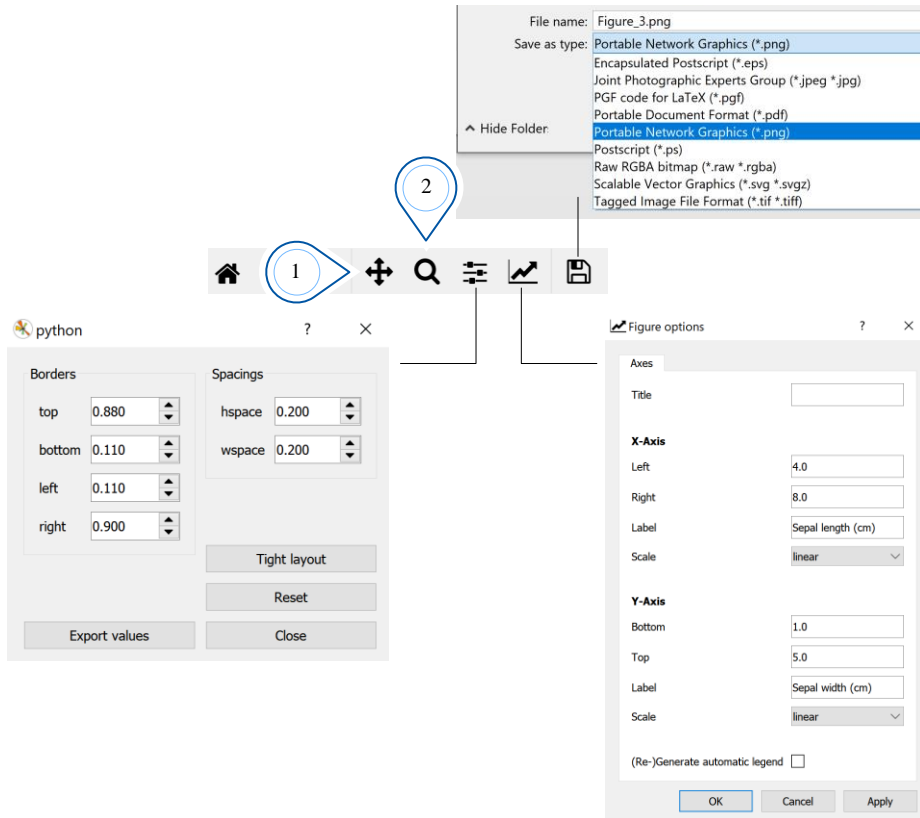 File name: Figure_3.png
Save as type: Portable Network Graphics (*.png)
Encapsulated Postscript (*.eps)
Joint Photographic Experts Group (*.jpeg *.jpg)
PGF code for LaTeX (*.pgf)
Portable Document Format (*.pdf)
Hide Folder
Portable Network Graphics (*.png)
Postscript (*.ps)
Raw RGBA bitmap (*.raw *.rgba)
Scalable Vector Graphics (*.svg *.svgz)
Tagged Image File Format (*.tif *.tiff)
2
1
python ?
Borders
top 0.880
bottom 0.110
left 0.110
right 0.900
Spacings
hspace 0.200
wspace 0.200
Tight layout
Reset
Export values
Close
Figure options ?
Axes
Title
X-Axis
Left 4.0
Right 8.0
Label Sepal length (cm)
Scale linear
Y-Axis
Bottom 1.0
Top 5.0
Label Sepal width (cm)
Scale linear
(Re-)Generate automatic legend
OK Cancel Apply